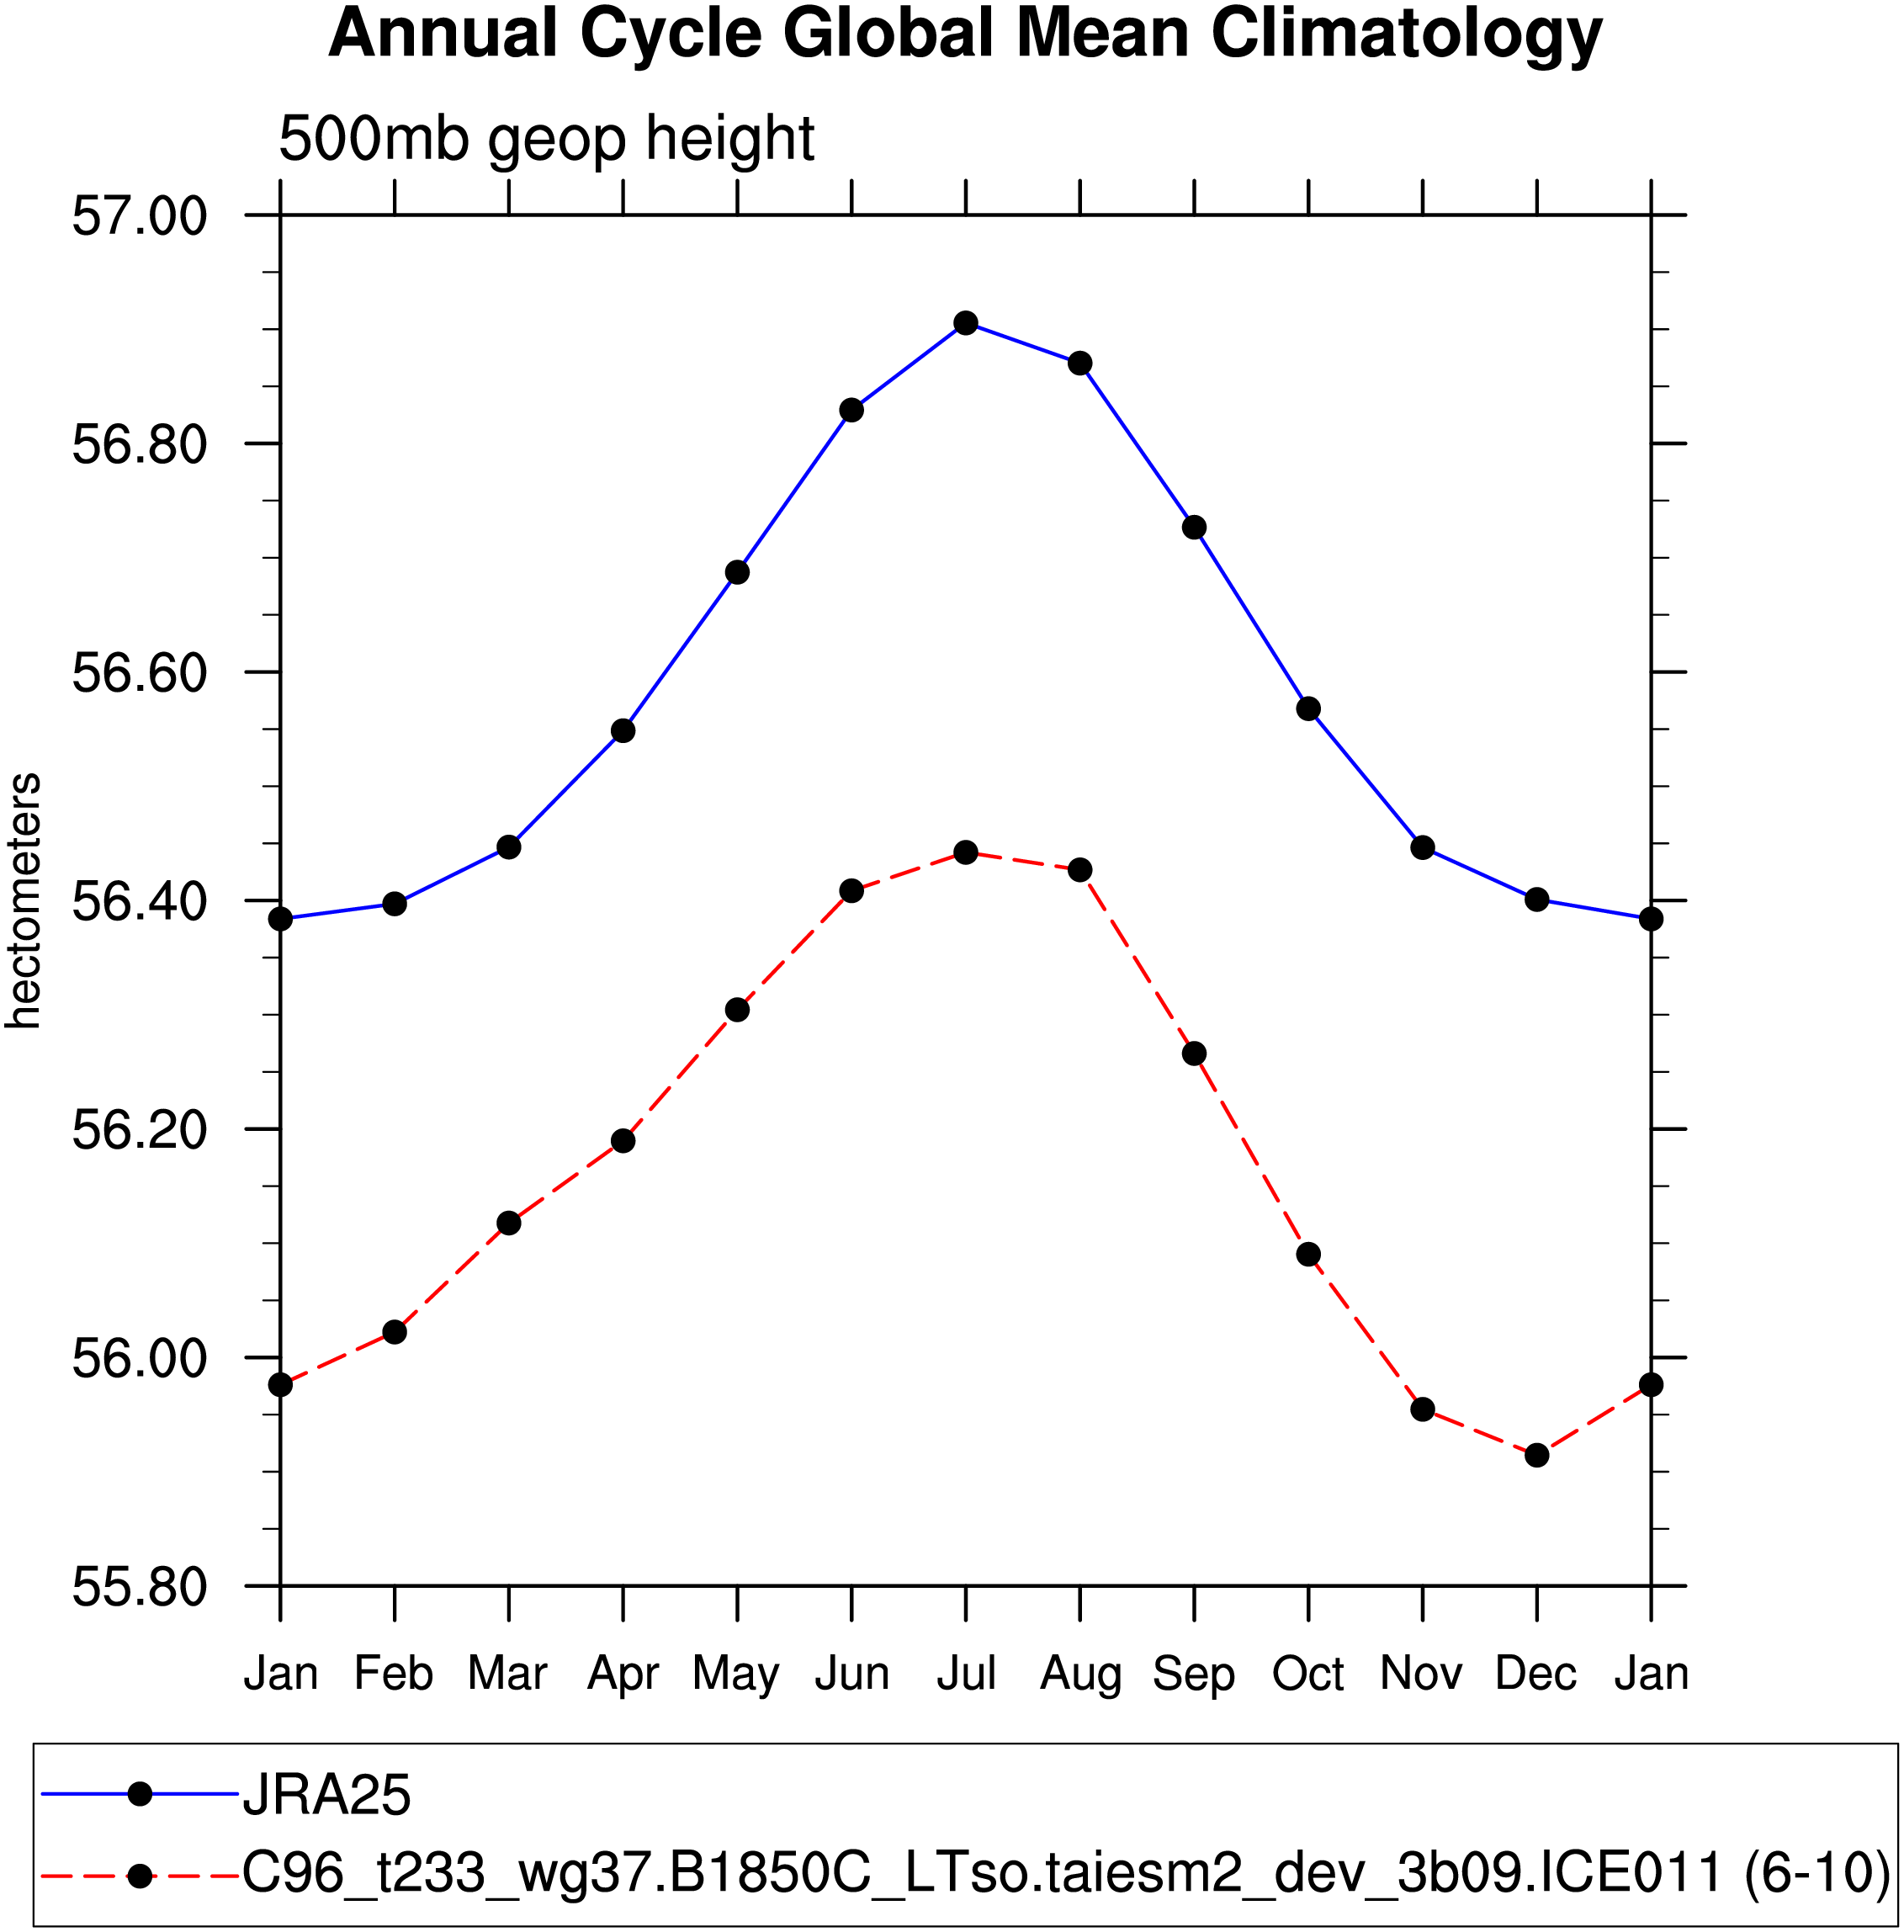 Annual Cycle Global Mean Climatology
500mb geop height
57.00
56.80
56.60
56.40
56.20
56.00
55.80
hectometers
Jan Feb Mar Apr May Jun Jul Aug Sep Oct Nov Dec Jan
JRA25
C96_t233_wg37.B1850C_LTso.taiesm2_dev_3b09.ICE011 (6-10)